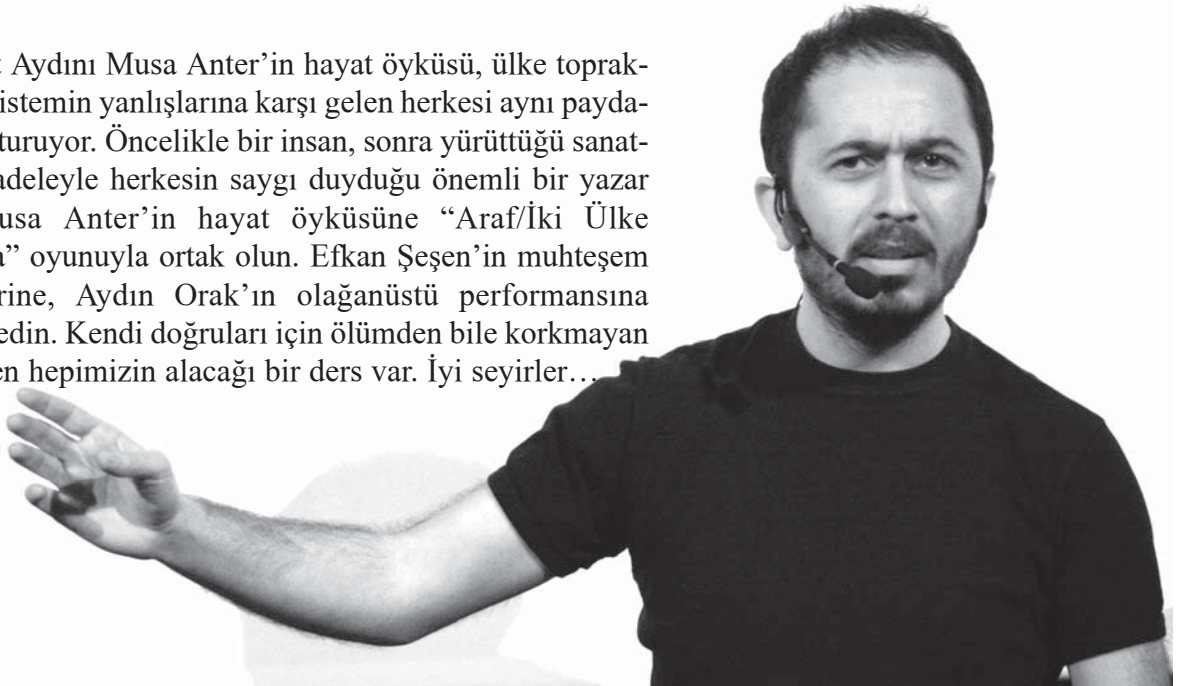 Aydını Musa Anter’in hayat öyküsü, ülke toprak-
istemin yanlışlarına karşı gelen herkesi aynı payda-
turuyor. Öncelikle bir insan, sonra yürüttüğü sanat-
adeleyle herkesin saygı duyduğu önemli bir yazar
usa Anter’in hayat öyküsüne “Araf/İki Ülke
a” oyunuyla ortak olun. Efkan Şeşen’in muhteşem
rine, Aydın Orak’ın olağanüstü performansına
edin. Kendi doğruları için ölümden bile korkmayan
en hepimizin alacağı bir ders var. İyi seyirler…